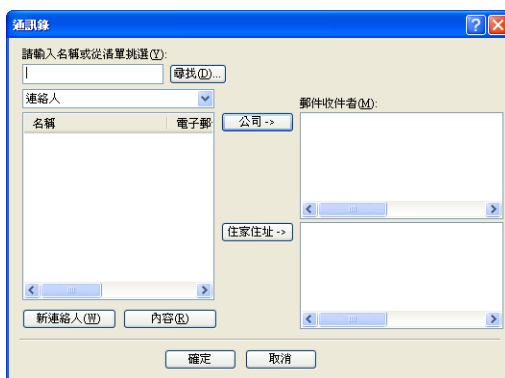 通訊錄
請輸入名稱或從清單挑選(Y):
尋找(D)...
連絡人
郵件收件者(M):
名稱 電子郵
公司 ->
住家住址 ->
新連絡人(W) 內容(R)
確定 取消